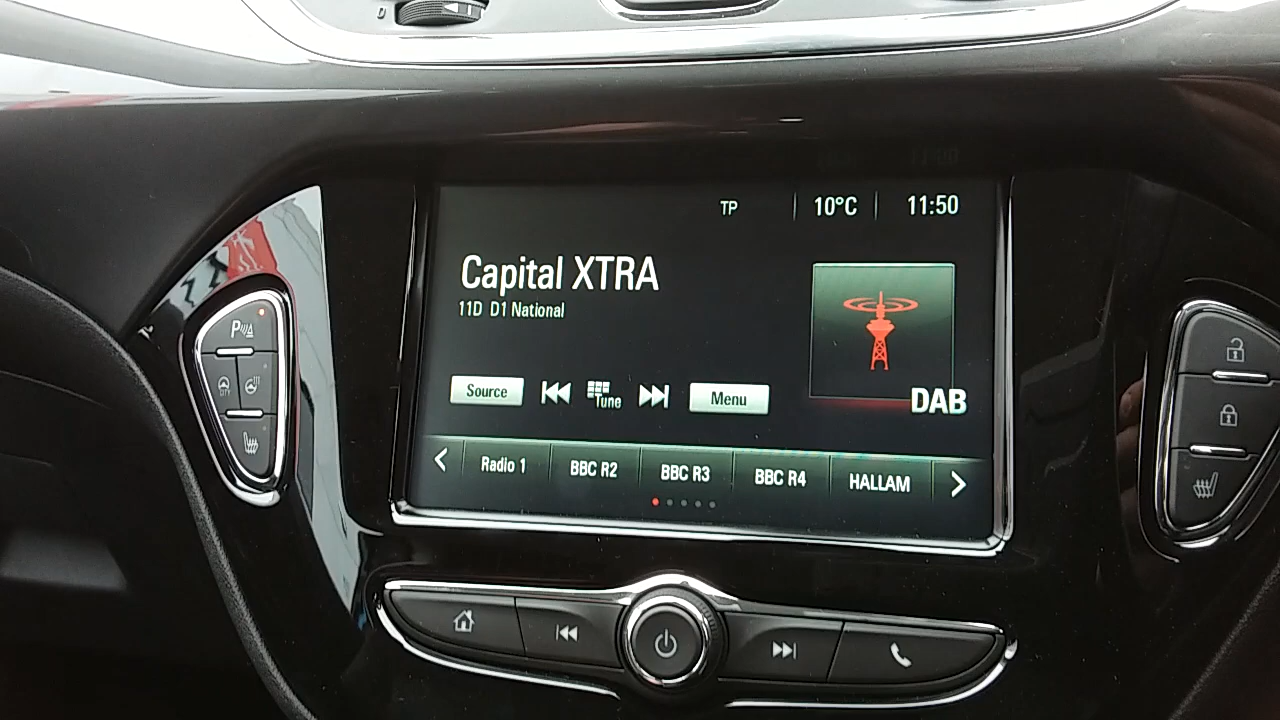 0
TP 10°C 11:50
Capital XTRA
11D D1 National
Source Tune Menu
DAB
Radio 1 BBC R2 BBC R3 BBC R4 HALLAM
P